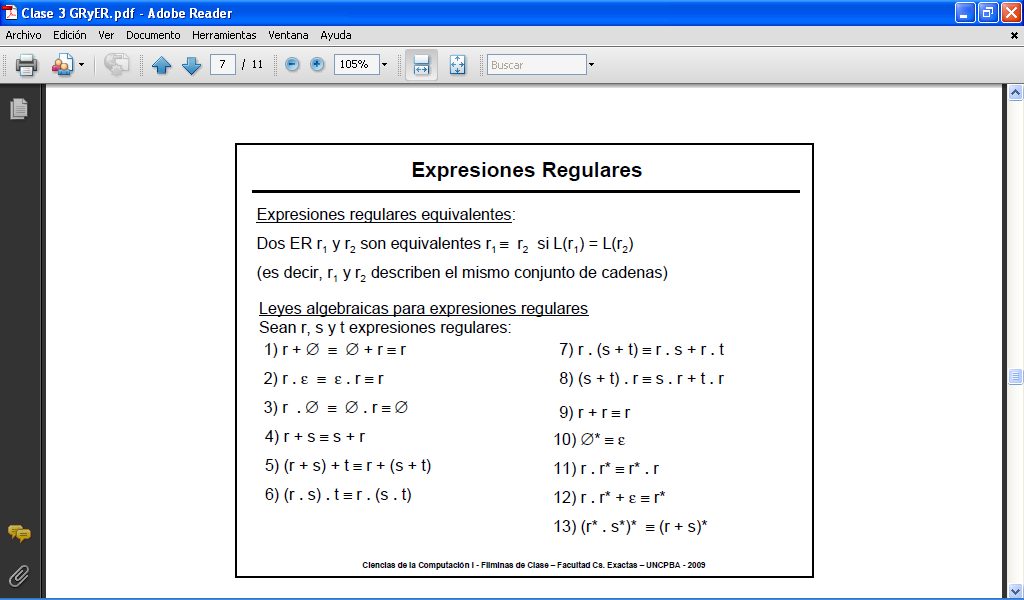 Clase 3 GRyER.pdf - Adobe Reader
Archivo Edición Ver Documento Herramientas Ventana Ayuda
7 / 11 105% Buscar
Expresiones Regulares
Expresiones regulares equivalentes:
Dos ER r₁ y r₂ son equivalentes r₁ ≡ r₂ si L(r₁) = L(r₂)
(es decir, r₁ y r₂ describen el mismo conjunto de cadenas)
Leyes algebraicas para expresiones regulares
Sean r, s y t expresiones regulares:
1) r + ∅ ≡ ∅ + r ≡ r
2) r . ε ≡ ε . r ≡ r
3) r . ∅ ≡ ∅ . r ≡ ∅
4) r + s ≡ s + r
5) (r + s) + t ≡ r + (s + t)
6) (r . s) . t ≡ r . (s . t)
7) r . (s + t) ≡ r . s + r . t
8) (s + t) . r ≡ s . r + t . r
9) r + r ≡ r
10) ∅* ≡ ε
11) r . r* ≡ r* . r
12) r . r* + ε ≡ r*
13) (r* . s*)* ≡ (r + s)*
Ciencias de la Computación I - Filminas de Clase – Facultad Cs. Exactas – UNCPBA - 2009